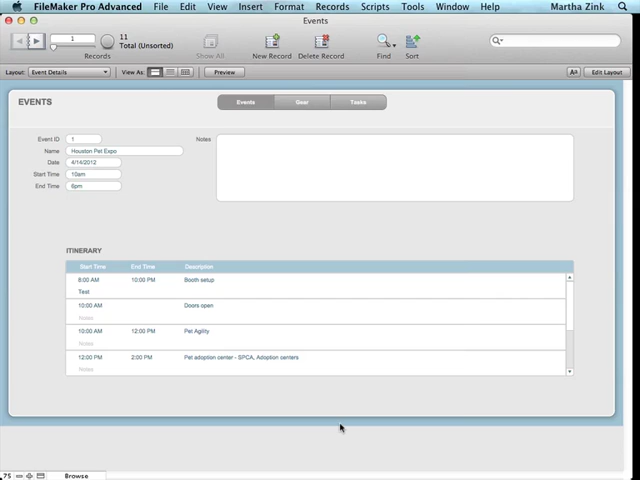 FileMaker Pro Advanced File Edit View Insert Format Records Scripts Tools Window Help Martha Zink
Events
1 11
Total (Unsorted)
Records Show All New Record Delete Record Find Sort
Layout: Event Details View As: Preview Aa Edit Layout
EVENTS Events Gear Tasks
Event ID 1 Notes
Name Houston Pet Expo
Date 4/14/2012
Start Time 10am
End Time 6pm
ITINERARY
Start Time End Time Description
8:00 AM 10:00 PM Booth setup
Test
10:00 AM Doors open
Notes
10:00 AM 12:00 PM Pet Agility
Notes
12:00 PM 2:00 PM Pet adoption center - SPCA, Adoption centers
Notes
75 Browse